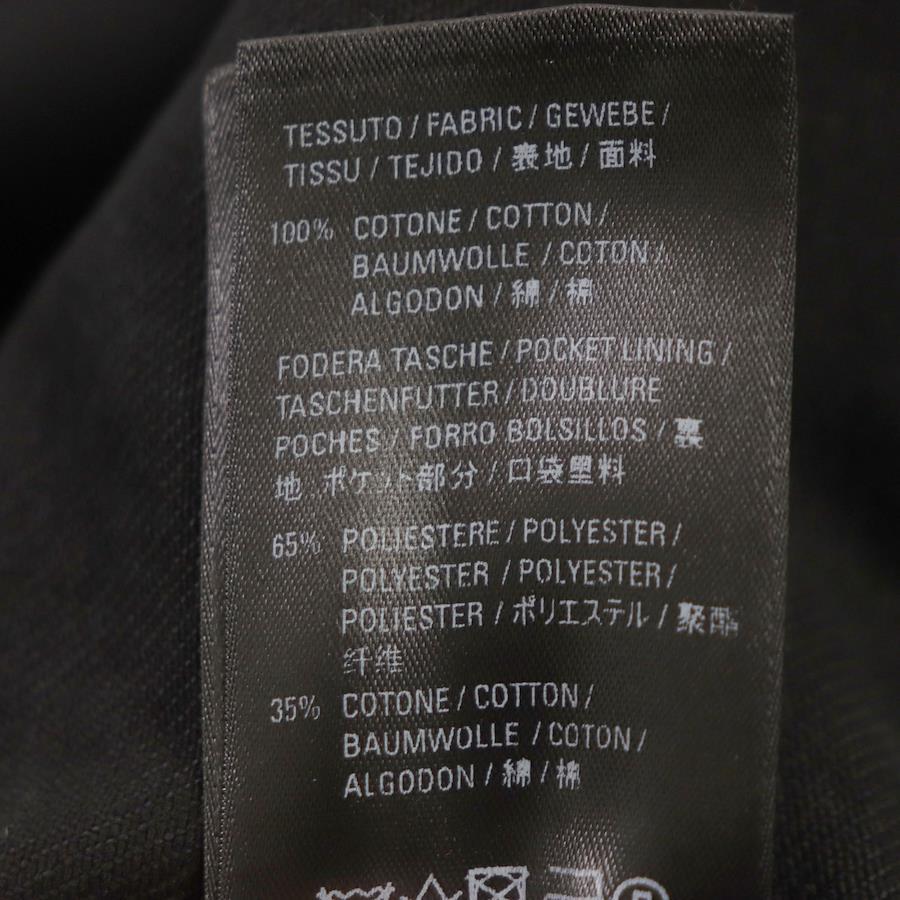 TESSUTO / FABRIC / GEWEBE /
TISSU / TEJIDO / 表地 / 面料
100% COTONE / COTTON /
BAUMWOLLE / COTON /
ALGODON / 綿 / 棉
FODERA TASCHE / POCKET LINING /
TASCHENFUTTER / DOUBLURE
POCHES / FORRO BOLSILLOS / 裏
地 ポケット部分 / 口袋里料
65% POLIESTERE / POLYESTER /
POLYESTER / POLYESTER /
POLIESTER / ポリエステル / 聚酯
纤维
35% COTONE / COTTON /
BAUMWOLLE / COTON /
ALGODON / 綿 / 棉